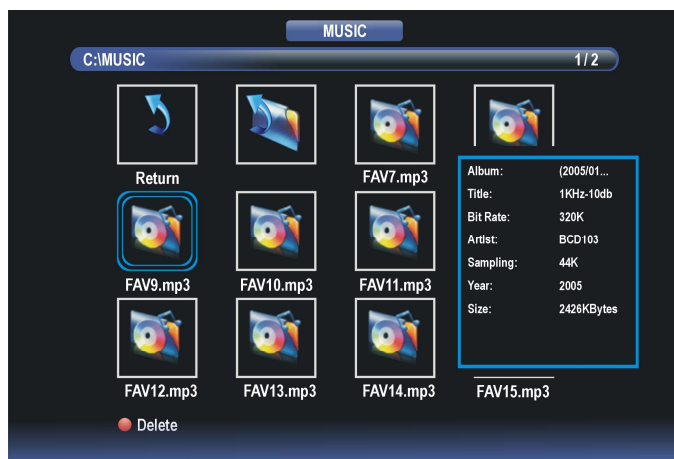 MUSIC
C:\MUSIC 1/2
Return FAV7.mp3
FAV9.mp3 FAV10.mp3 FAV11.mp3
Album: (2005/01...
Title: 1KHz-10db
Bit Rate: 320K
Artist: BCD103
Sampling: 44K
Year: 2005
Size: 2426KBytes
FAV12.mp3 FAV13.mp3 FAV14.mp3 FAV15.mp3
Delete